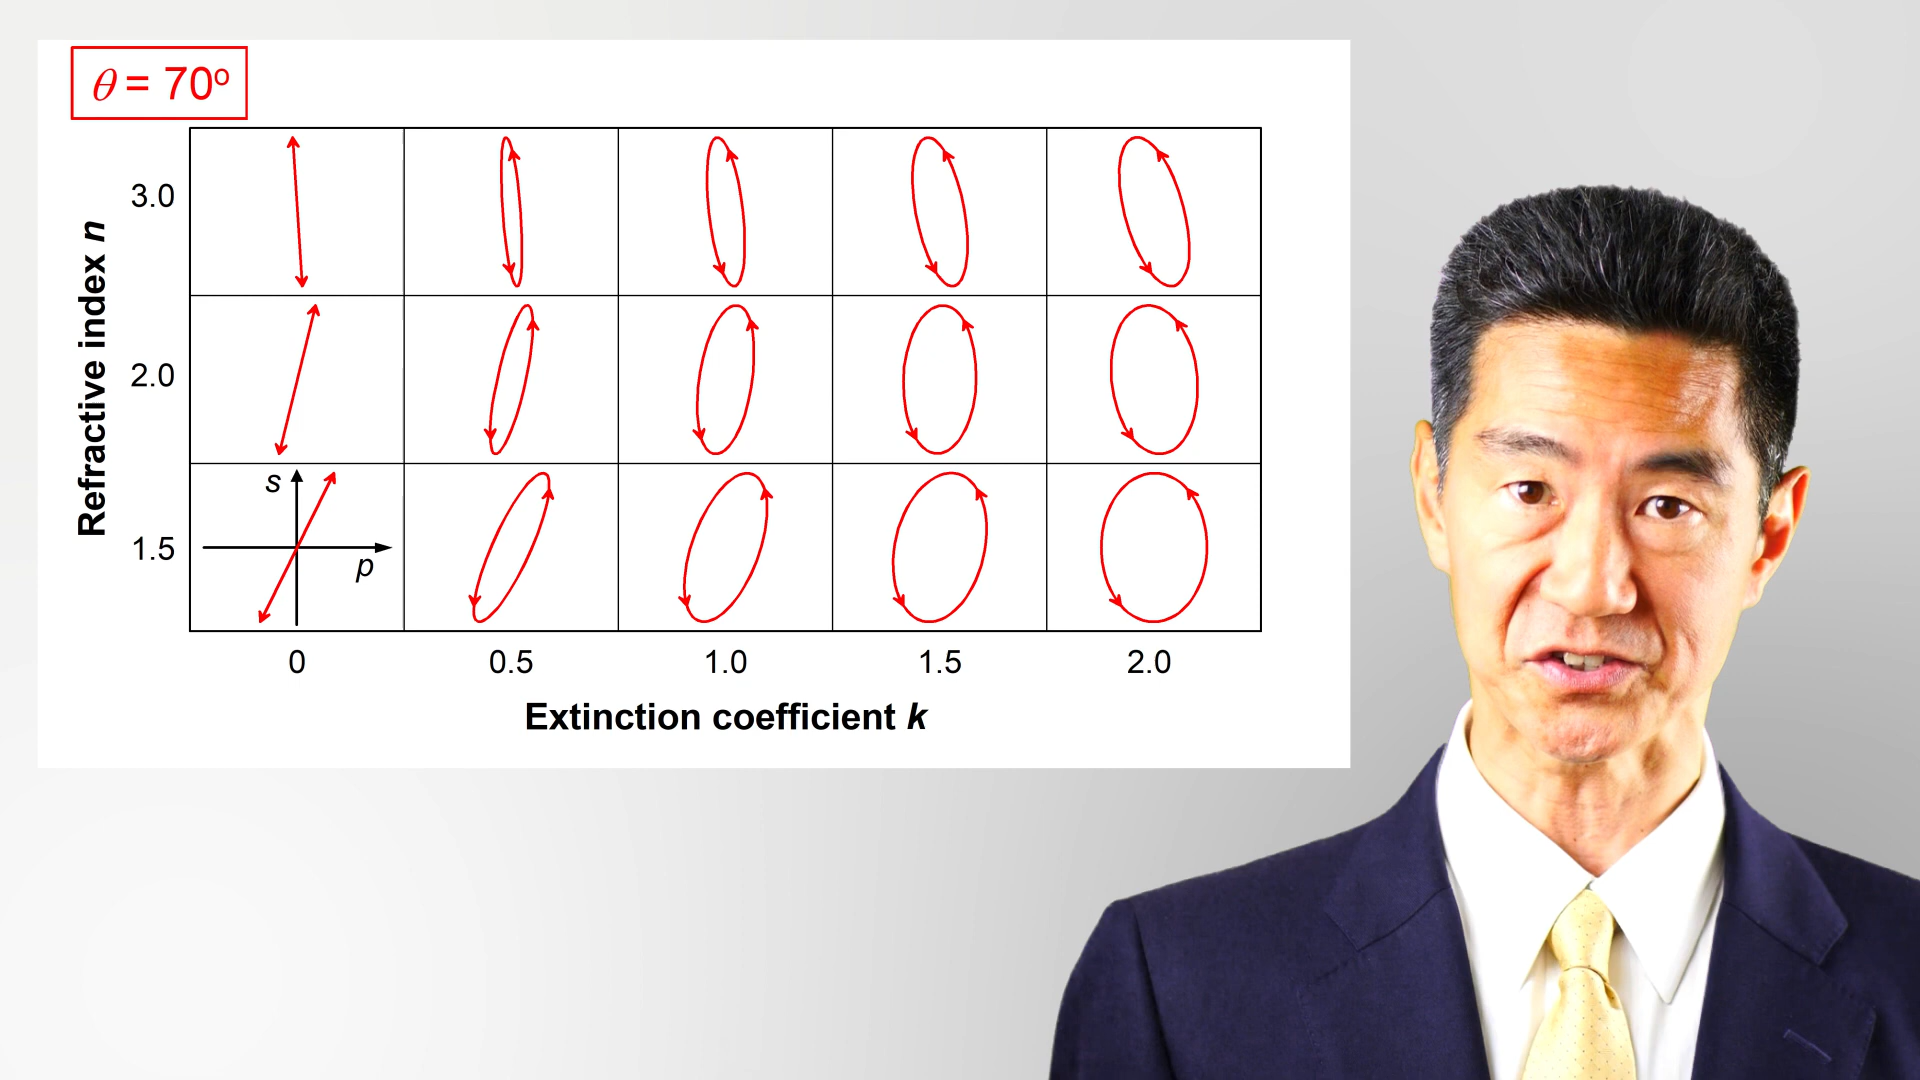 θ = 70º
Refractive index n
3.0
2.0
1.5
s
p
0 0.5 1.0 1.5 2.0
Extinction coefficient k